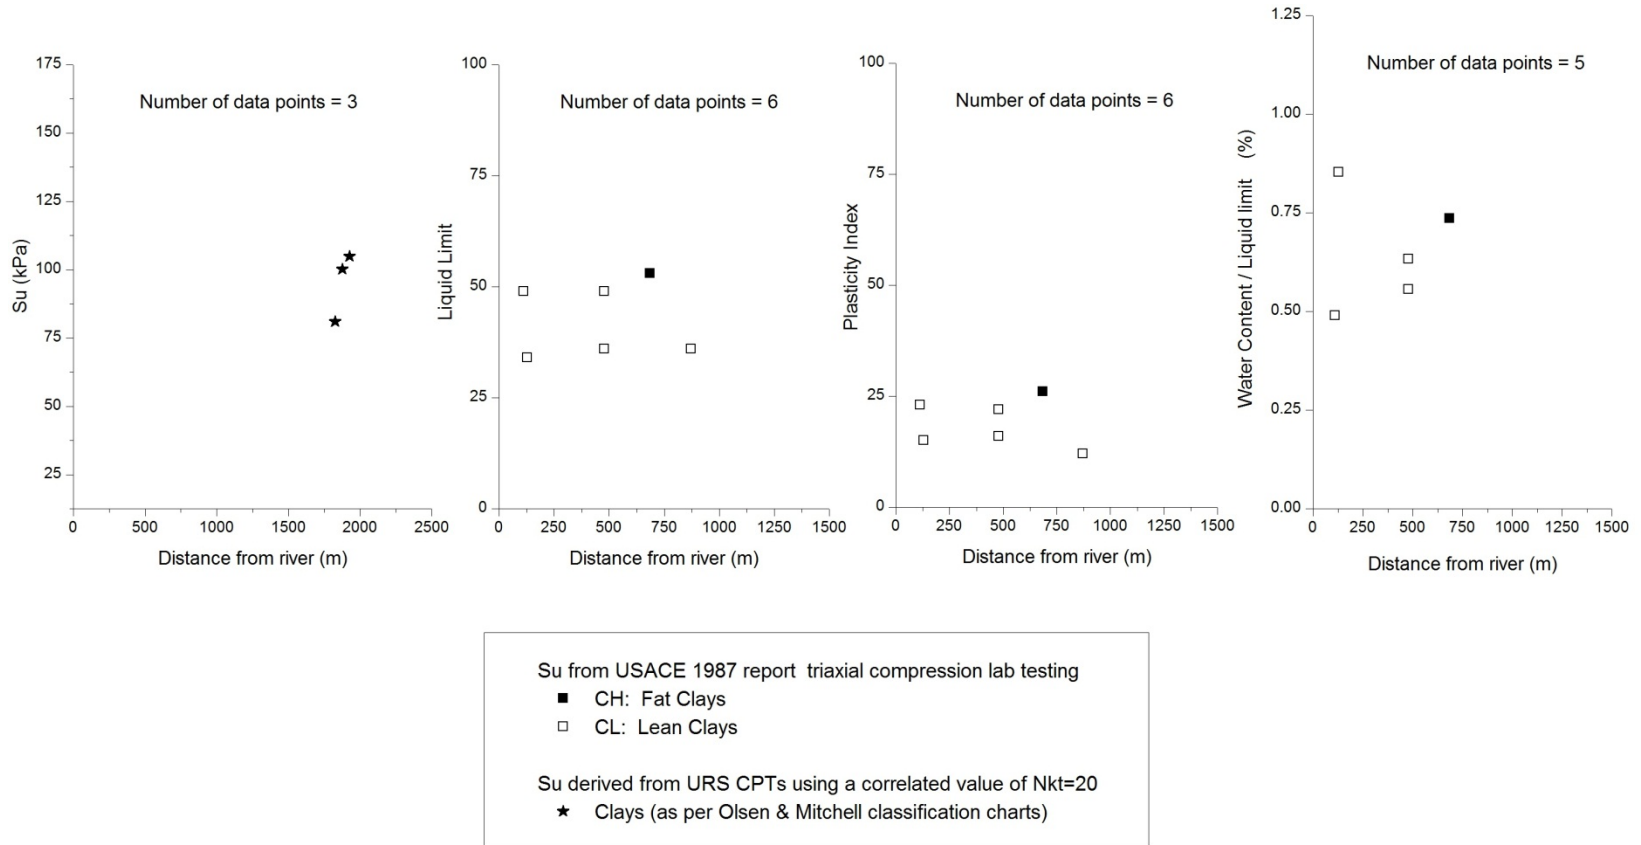 Number of data points = 3
175
150
125
100
75
50
25
Su (kPa)
0 500 1000 1500 2000 2500
Distance from river (m)
Number of data points = 6
100
75
50
25
0
Liquid Limit
0 250 500 750 1000 1250 1500
Distance from river (m)
Number of data points = 6
100
75
50
25
0
Plasticity Index
0 250 500 750 1000 1250 1500
Distance from river (m)
Number of data points = 5
1.25
1.00
0.75
0.50
0.25
0.00
Water Content / Liquid limit (%)
0 250 500 750 1000 1250 1500
Distance from river (m)
Su from USACE 1987 report triaxial compression lab testing
CH: Fat Clays
CL: Lean Clays
Su derived from URS CPTs using a correlated value of Nkt=20
Clays (as per Olsen & Mitchell classification charts)